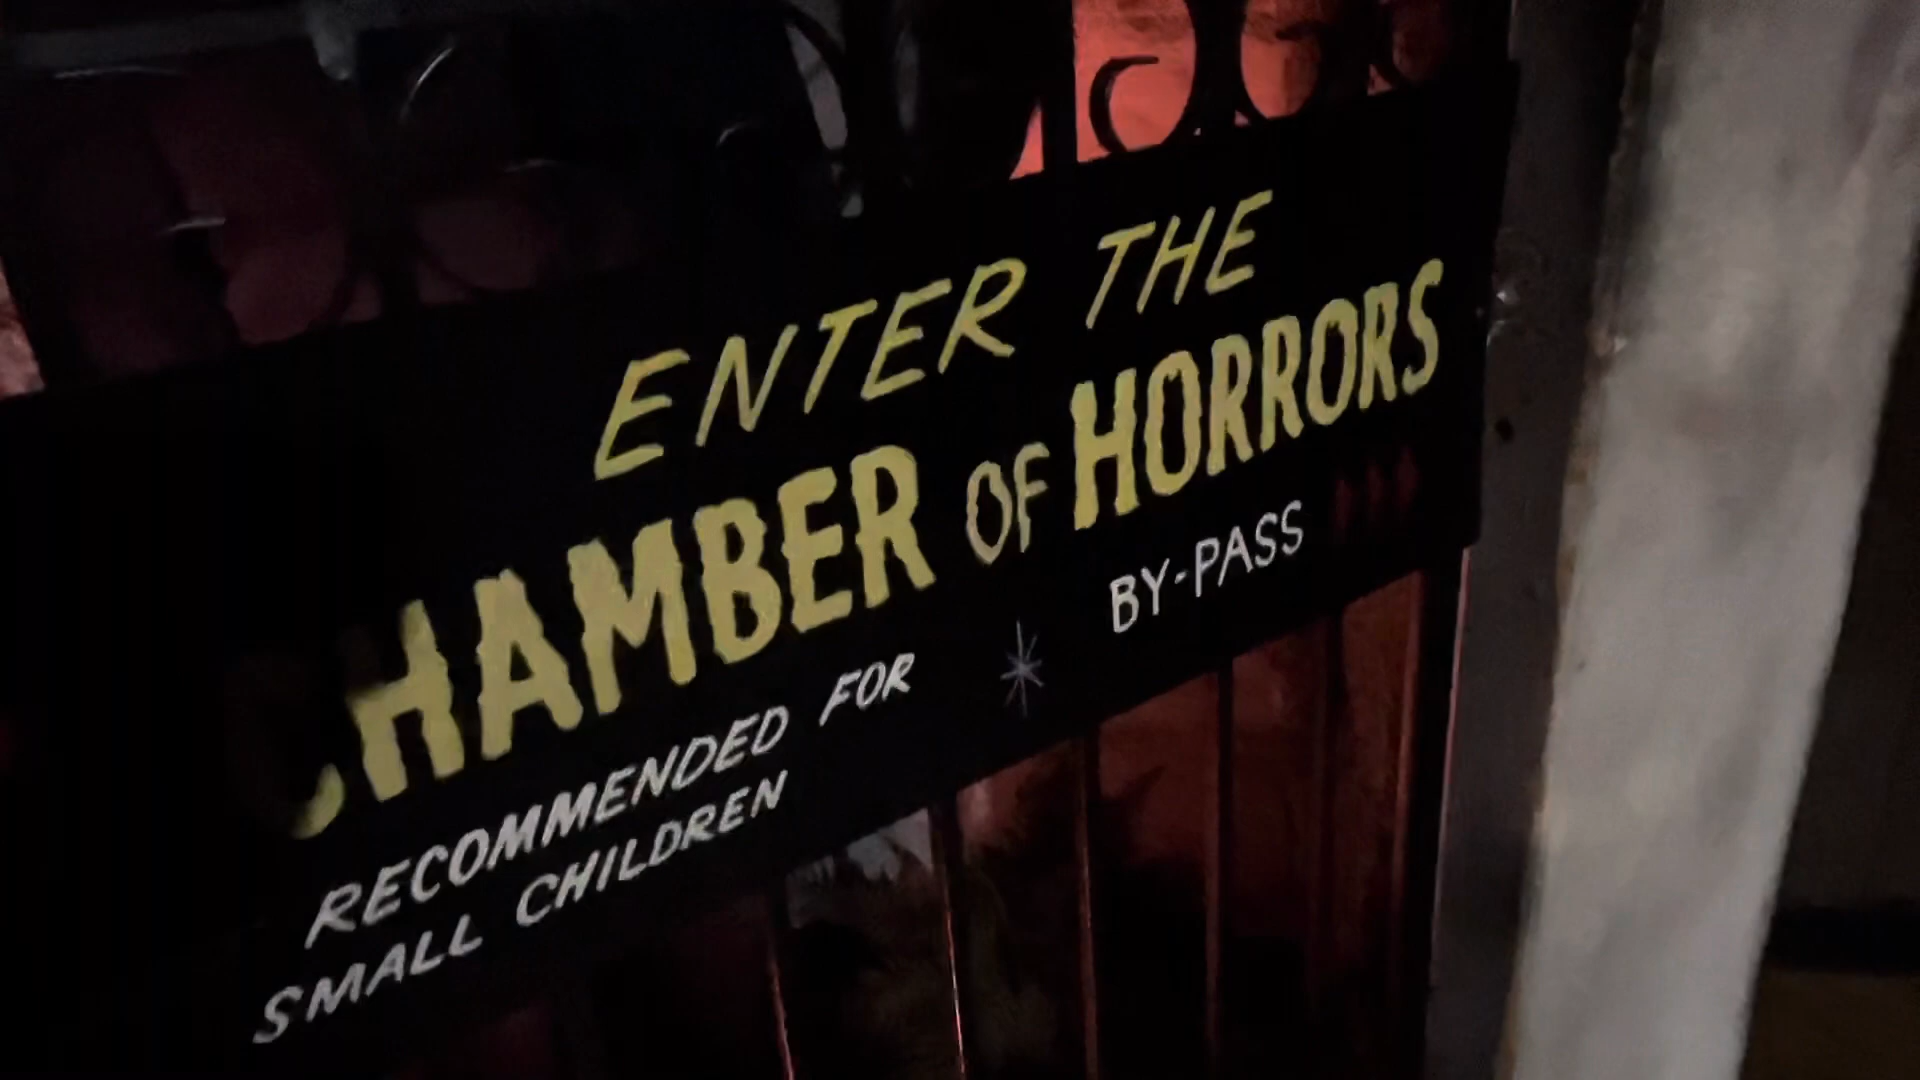 ENTER THE
CHAMBER OF HORRORS
RECOMMENDED FOR
SMALL CHILDREN
* BY-PASS